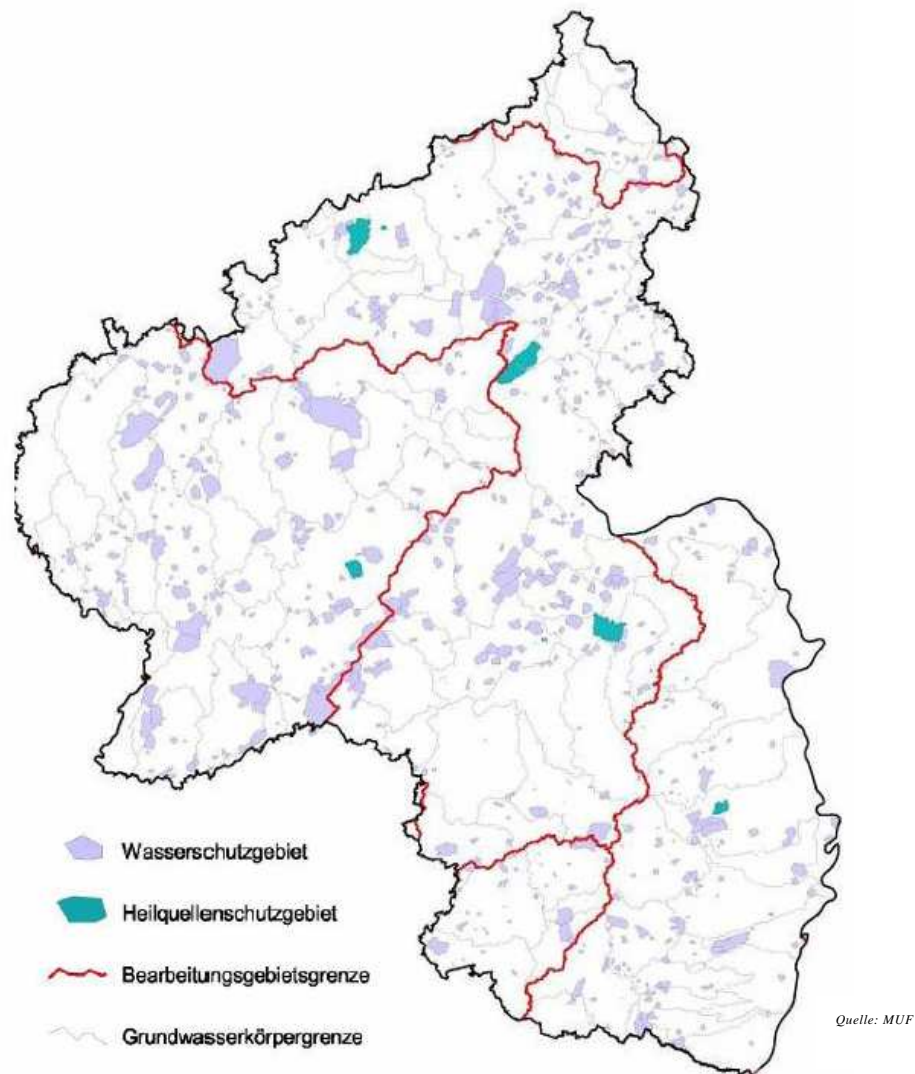 Wasserschutzgebiet
Heilquellenschutzgebiet
Bearbeitungsgebietsgrenze
Grundwasserkörpergrenze
Quelle: MUF